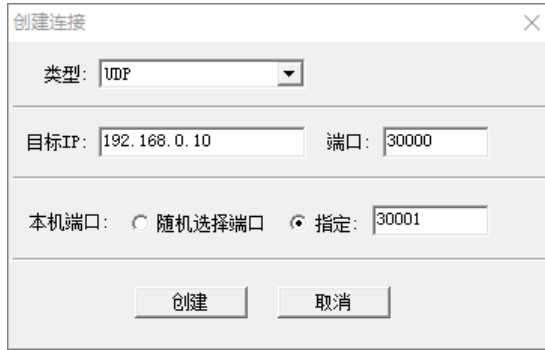 创建连接
类型: UDP
目标IP: 192.168.0.10 端口: 30000
本机端口: 随机选择端口 指定: 30001
创建 取消